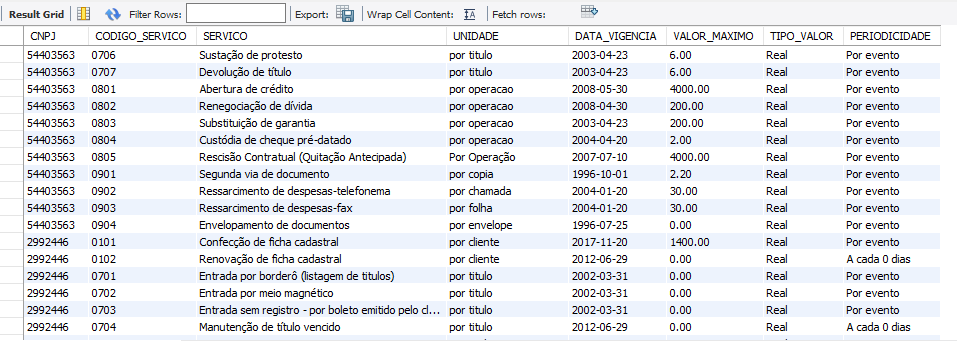 Result Grid Filter Rows: Export: Wrap Cell Content: Fetch rows:
CNPJ CODIGO_SERVICO SERVICO UNIDADE DATA_VIGENCIA VALOR_MAXIMO TIPO_VALOR PERIODICIDADE
54403563 0706 Sustação de protesto por titulo 2003-04-23 6.00 Real Por evento
54403563 0707 Devolução de título por titulo 2003-04-23 6.00 Real Por evento
54403563 0801 Abertura de crédito por operacao 2008-05-30 4000.00 Real Por evento
54403563 0802 Renegociação de dívida por operacao 2008-04-30 200.00 Real Por evento
54403563 0803 Substituição de garantia por operacao 2003-04-23 200.00 Real Por evento
54403563 0804 Custódia de cheque pré-datado por operacao 2004-04-20 2.00 Real Por evento
54403563 0805 Rescisão Contratual (Quitação Antecipada) Por Operação 2007-07-10 4000.00 Real Por evento
54403563 0901 Segunda via de documento por copia 1996-10-01 2.20 Real Por evento
54403563 0902 Ressarcimento de despesas-telefonema por chamada 2004-01-20 30.00 Real Por evento
54403563 0903 Ressarcimento de despesas-fax por folha 2004-01-20 30.00 Real Por evento
54403563 0904 Envelopamento de documentos por envelope 1996-07-25 0.00 Real Por evento
2992446 0101 Confecção de ficha cadastral por cliente 2017-11-20 1400.00 Real Por evento
2992446 0102 Renovação de ficha cadastral por cliente 2012-06-29 0.00 Real A cada 0 dias
2992446 0701 Entrada por borderô (listagem de titulos) por titulo 2002-03-31 0.00 Real Por evento
2992446 0702 Entrada por meio magnético por titulo 2002-03-31 0.00 Real Por evento
2992446 0703 Entrada sem registro - por boleto emitido pelo cl... por titulo 2002-03-31 0.00 Real Por evento
2992446 0704 Manutenção de título vencido por titulo 2012-06-29 0.00 Real A cada 0 dias